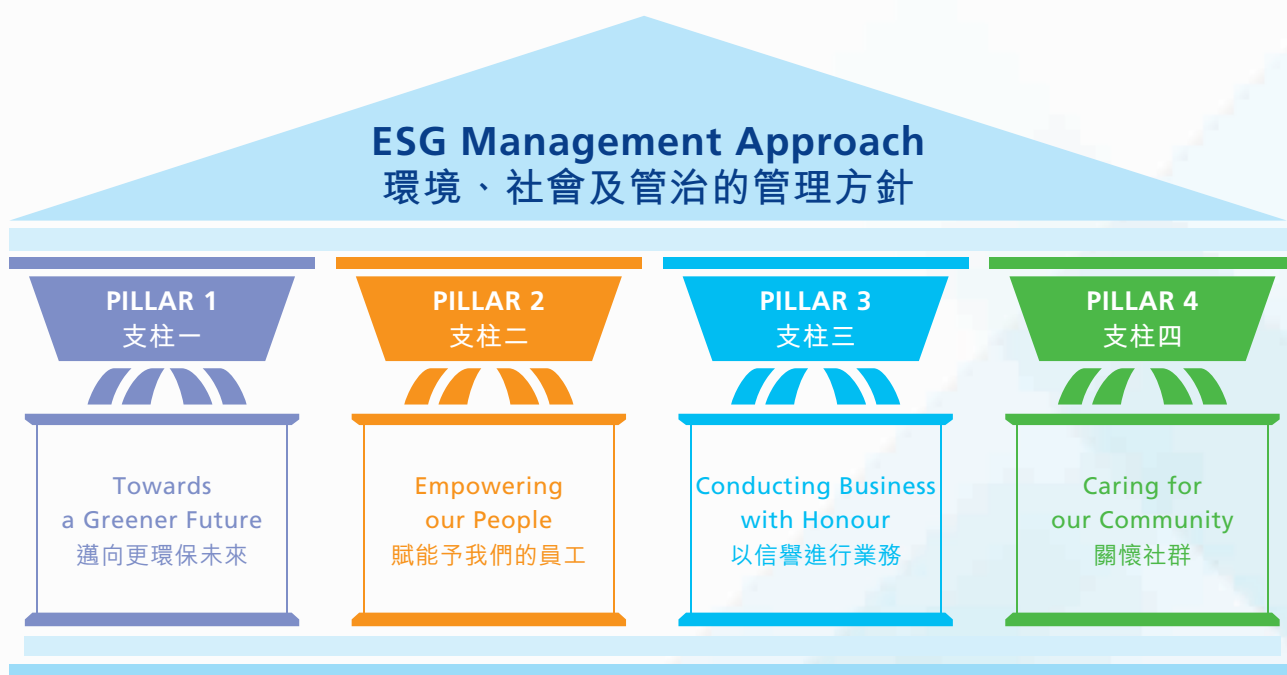 ESG Management Approach
環境、社會及管治的管理方針
PILLAR 1
支柱一
Towards
a Greener Future
邁向更環保未來
PILLAR 2
支柱二
Empowering
our People
賦能予我們的員工
PILLAR 3
支柱三
Conducting Business
with Honour
以信譽進行業務
PILLAR 4
支柱四
Caring for
our Community
關懷社群